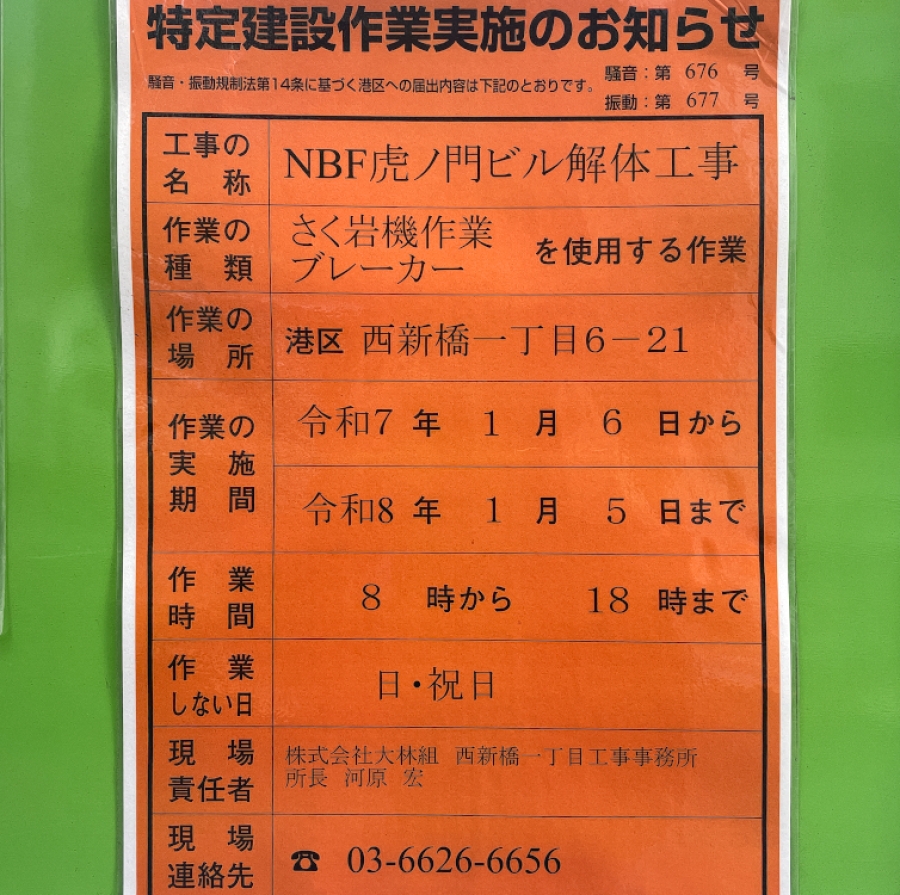 特定建設作業実施のお知らせ
騒音・振動規制法第14条に基づく港区への届出内容は下記のとおりです。
騒音：第 676 号
振動：第 677 号
工事の名称 NBF虎ノ門ビル解体工事
作業の種類 さく岩機作業 ブレーカー を使用する作業
作業の場所 港区 西新橋一丁目6－21
作業の実施期間 令和7年 1月 6日から
令和8年 1月 5日まで
作業時間 8時から 18時まで
作業しない日 日・祝日
現場責任者 株式会社大林組 西新橋一丁目工事事務所
所長 河原 宏
現場連絡先 ☎ 03-6626-6656